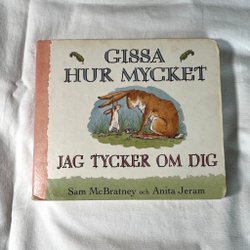 GISSA
HUR MYCKET
JAG TYCKER OM DIG
Sam McBratney och Anita Jeram